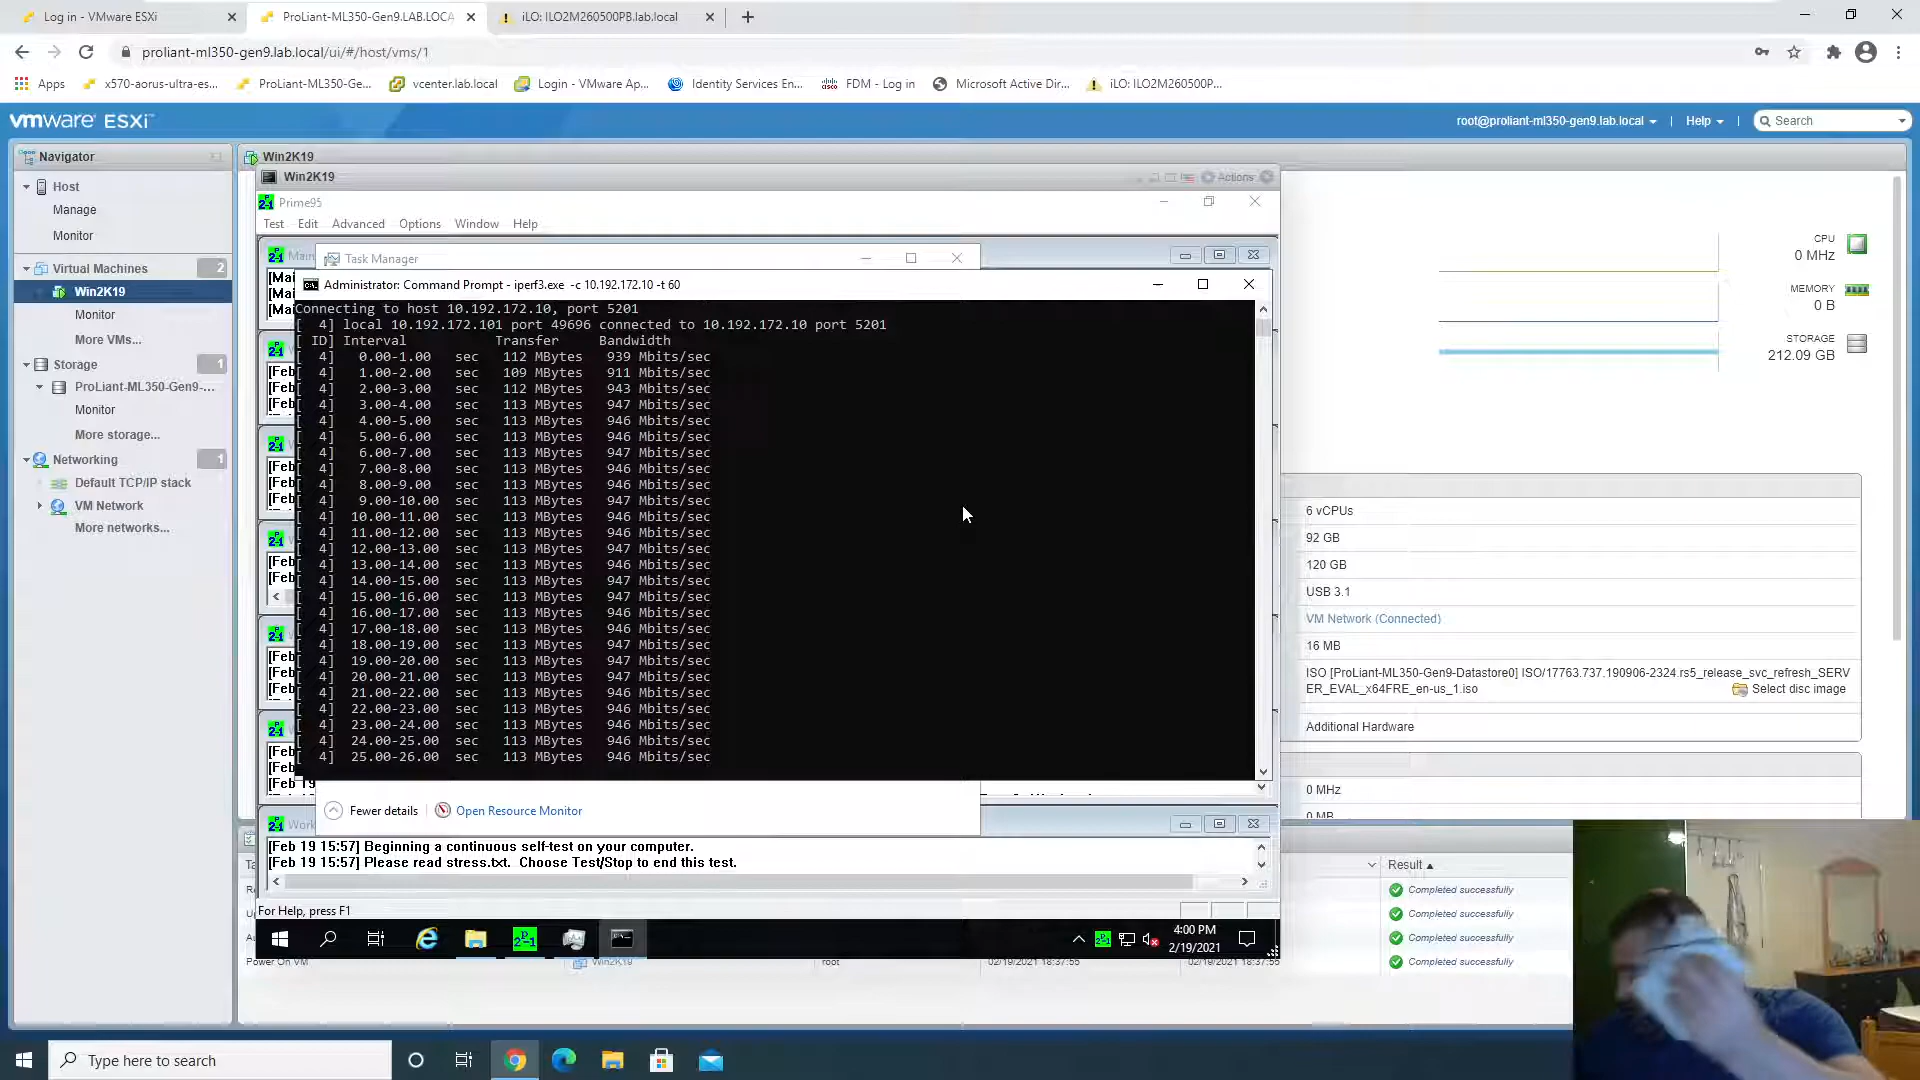 Log in - VMware ESXi
ProLiant-ML350-Gen9.LAB.LOCA
iLO: ILO2M260500PB.lab.local
proliant-ml350-gen9.lab.local/ui/#/host/vms/1
Apps
x570-aorus-ultra-es...
ProLiant-ML350-Ge...
vcenter.lab.local
Login - VMware Ap...
Identity Services En...
FDM - Log in
Microsoft Active Dir...
iLO: ILO2M260500P...
vmware ESXi
root@proliant-ml350-gen9.lab.local
Help
Search
Navigator
Host
Manage
Monitor
Virtual Machines
2
Win2K19
Monitor
More VMs...
Storage
1
ProLiant-ML350-Gen9-...
Monitor
More storage...
Networking
1
Default TCP/IP stack
VM Network
More networks...
Win2K19
Win2K19
Actions
Prime95
Test Edit Advanced Options Window Help
Task Manager
Administrator: Command Prompt - iperf3.exe -c 10.192.172.10 -t 60
Connecting to host 10.192.172.10, port 5201
[ 4] local 10.192.172.101 port 49696 connected to 10.192.172.10 port 5201
[ ID] Interval Transfer Bandwidth
[ 4] 0.00-1.00 sec 112 MBytes 939 Mbits/sec
[ 4] 1.00-2.00 sec 109 MBytes 911 Mbits/sec
[ 4] 2.00-3.00 sec 112 MBytes 943 Mbits/sec
[ 4] 3.00-4.00 sec 113 MBytes 947 Mbits/sec
[ 4] 4.00-5.00 sec 113 MBytes 946 Mbits/sec
[ 4] 5.00-6.00 sec 113 MBytes 946 Mbits/sec
[ 4] 6.00-7.00 sec 113 MBytes 947 Mbits/sec
[ 4] 7.00-8.00 sec 113 MBytes 946 Mbits/sec
[ 4] 8.00-9.00 sec 113 MBytes 946 Mbits/sec
[ 4] 9.00-10.00 sec 113 MBytes 947 Mbits/sec
[ 4] 10.00-11.00 sec 113 MBytes 946 Mbits/sec
[ 4] 11.00-12.00 sec 113 MBytes 946 Mbits/sec
[ 4] 12.00-13.00 sec 113 MBytes 947 Mbits/sec
[ 4] 13.00-14.00 sec 113 MBytes 946 Mbits/sec
[ 4] 14.00-15.00 sec 113 MBytes 947 Mbits/sec
[ 4] 15.00-16.00 sec 113 MBytes 947 Mbits/sec
[ 4] 16.00-17.00 sec 113 MBytes 946 Mbits/sec
[ 4] 17.00-18.00 sec 113 MBytes 946 Mbits/sec
[ 4] 18.00-19.00 sec 113 MBytes 947 Mbits/sec
[ 4] 19.00-20.00 sec 113 MBytes 947 Mbits/sec
[ 4] 20.00-21.00 sec 113 MBytes 947 Mbits/sec
[ 4] 21.00-22.00 sec 113 MBytes 946 Mbits/sec
[ 4] 22.00-23.00 sec 113 MBytes 946 Mbits/sec
[ 4] 23.00-24.00 sec 113 MBytes 946 Mbits/sec
[ 4] 24.00-25.00 sec 113 MBytes 946 Mbits/sec
[ 4] 25.00-26.00 sec 113 MBytes 946 Mbits/sec
Fewer details
Open Resource Monitor
[Feb 19 15:57] Beginning a continuous self-test on your computer.
[Feb 19 15:57] Please read stress.txt. Choose Test/Stop to end this test.
For Help, press F1
4:00 PM
2/19/2021
CPU
0 MHz
MEMORY
0 B
STORAGE
212.09 GB
6 vCPUs
92 GB
120 GB
USB 3.1
VM Network (Connected)
16 MB
ISO [ProLiant-ML350-Gen9-Datastore0] ISO/17763.737.190906-2324.rs5_release_svc_refresh_SERV
ER_EVAL_x64FRE_en-us_1.iso
Select disc image
Additional Hardware
0 MHz
0 MB
Result
Completed successfully
Completed successfully
Completed successfully
Completed successfully
Power On VM
Win2K19
root
02/19/2021 18:37:55
02/19/2021 18:37:55
Type here to search